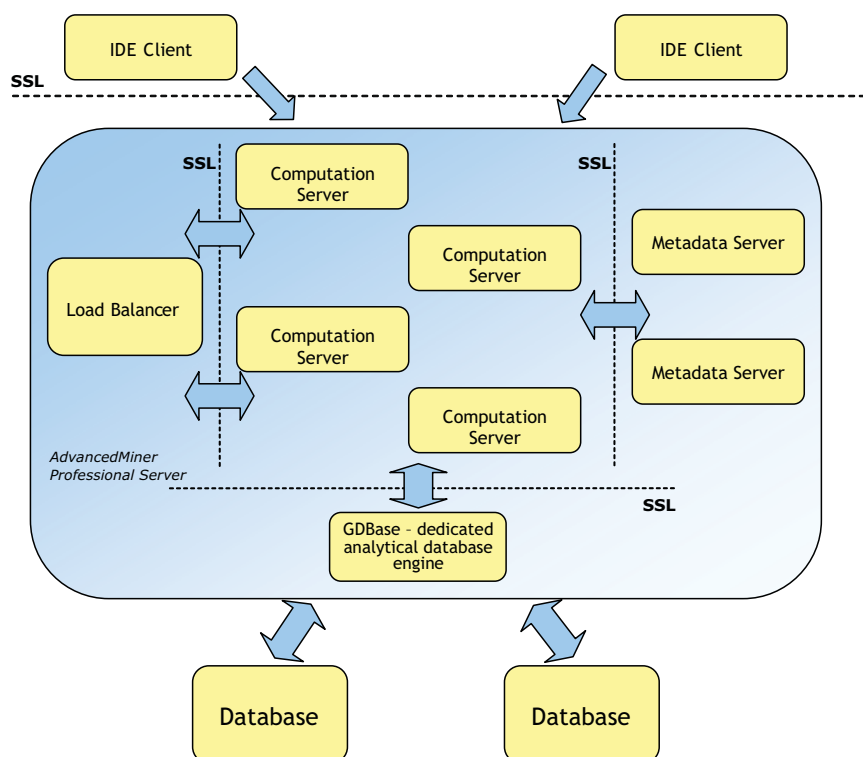 IDE Client
IDE Client
SSL
SSL
Computation
Server
SSL
Metadata Server
Computation
Server
Load Balancer
Computation
Server
Metadata Server
Computation
Server
AdvancedMiner
Professional Server
SSL
GDBase – dedicated
analytical database
engine
Database
Database